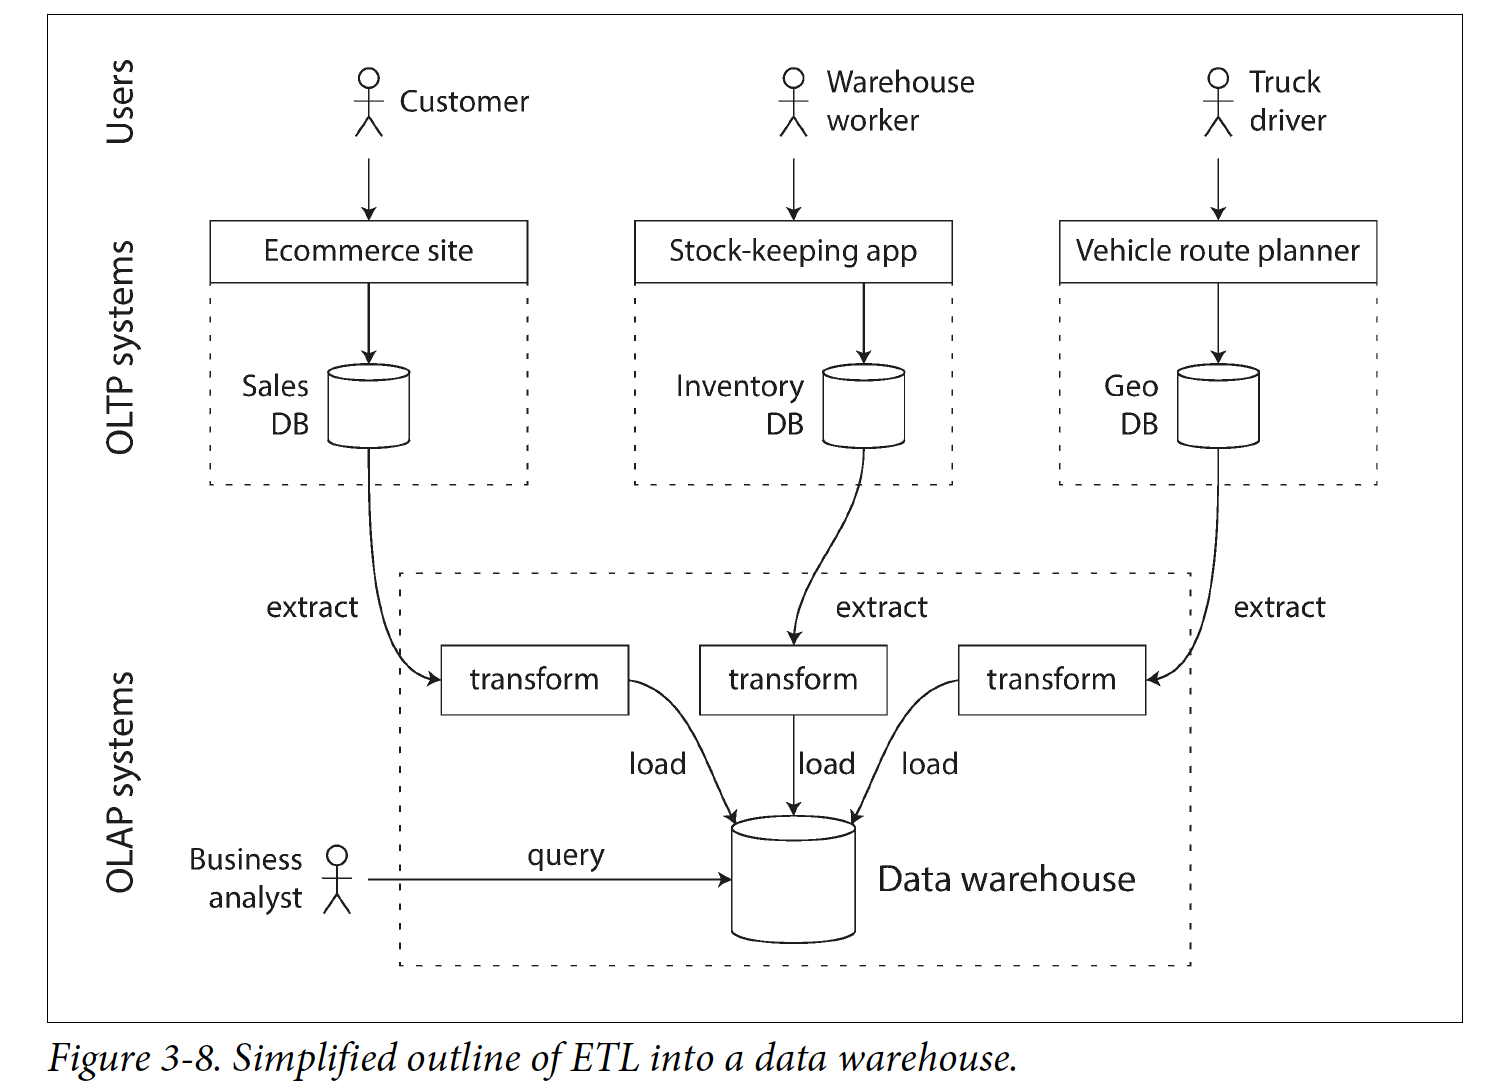 Users
Customer
Warehouse
worker
Truck
driver
OLTP systems
Ecommerce site
Stock-keeping app
Vehicle route planner
Sales
DB
Inventory
DB
Geo
DB
extract
extract
extract
OLAP systems
transform
transform
transform
load
load
load
Business
analyst
query
Data warehouse
Figure 3-8. Simplified outline of ETL into a data warehouse.